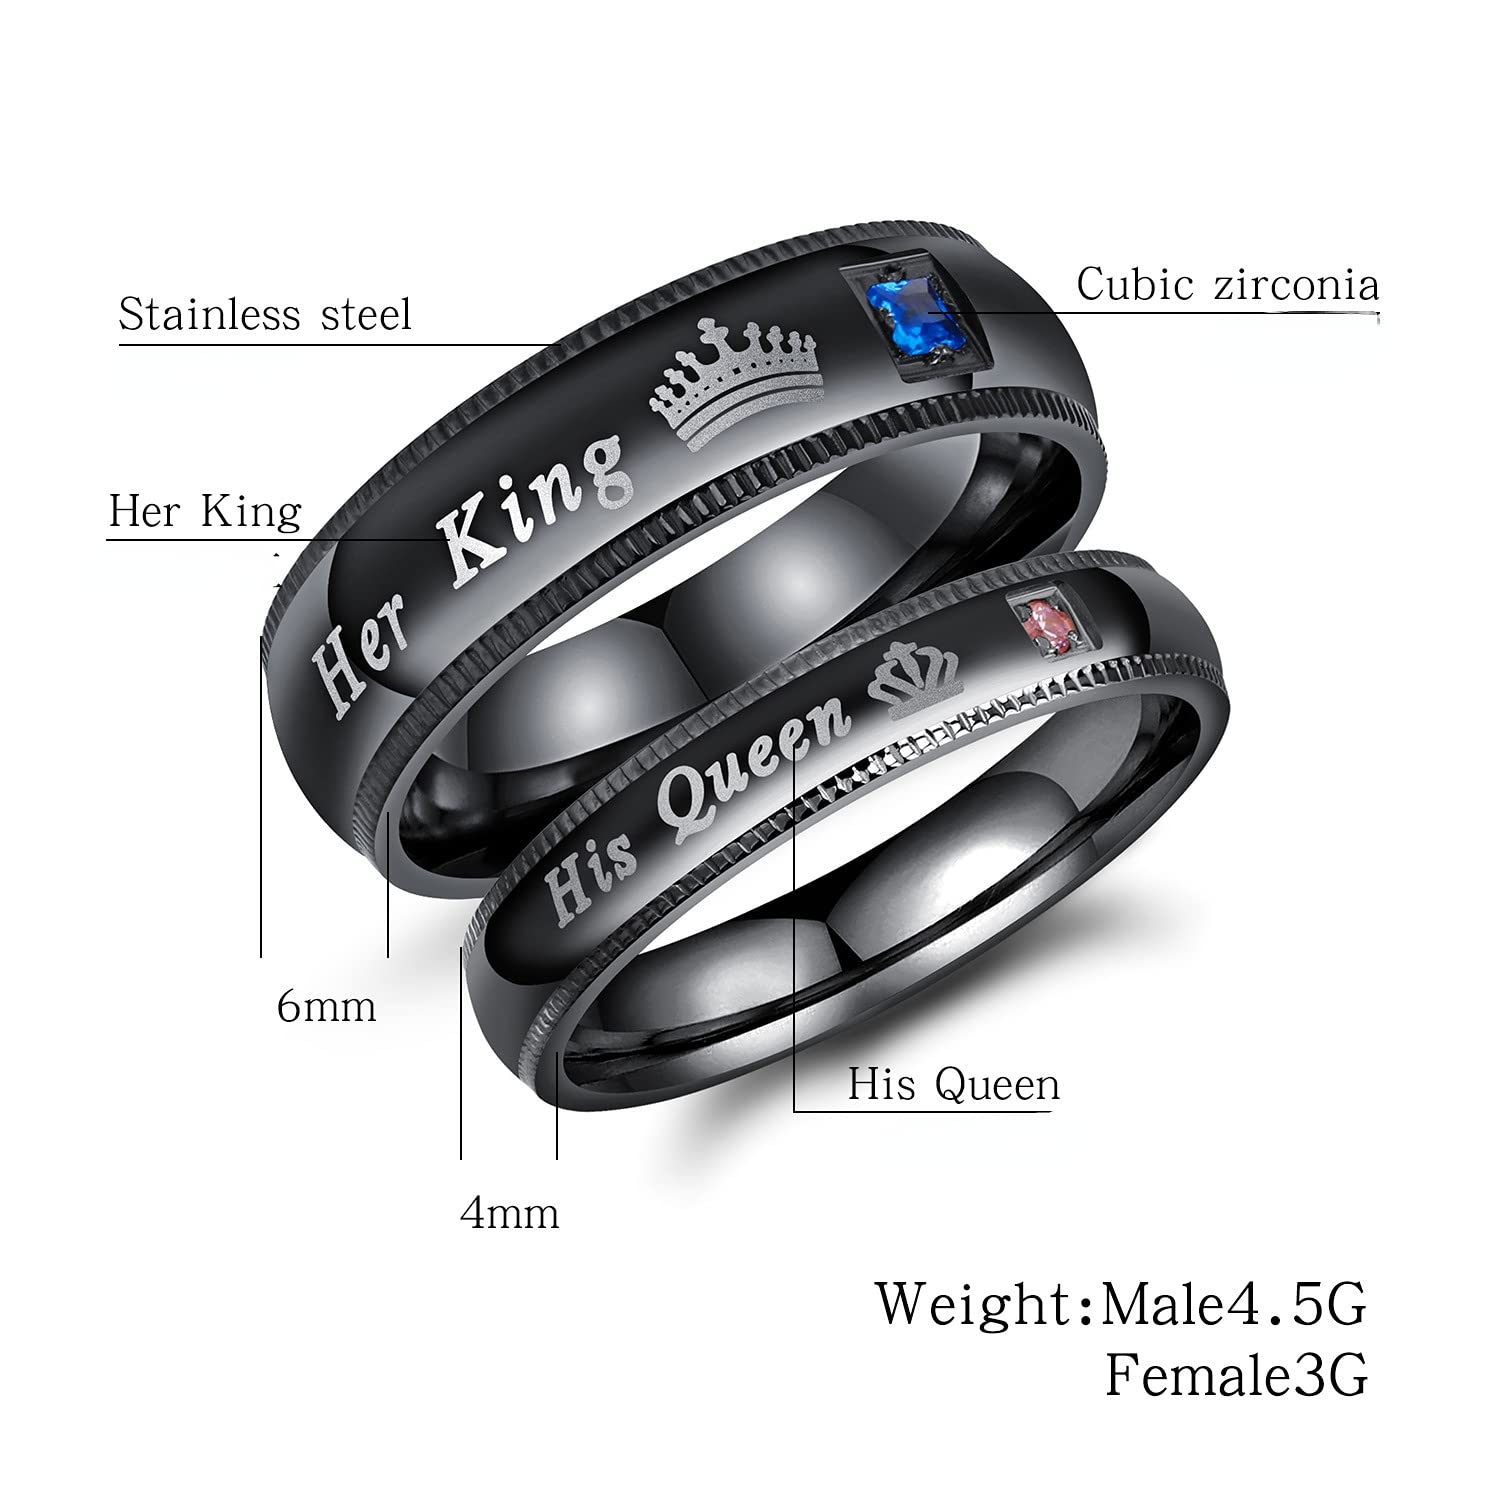 Cubic zirconia
Stainless steel
Her King
Her King
His Queen
6mm
His Queen
4mm
Weight:Male4.5G
Female3G